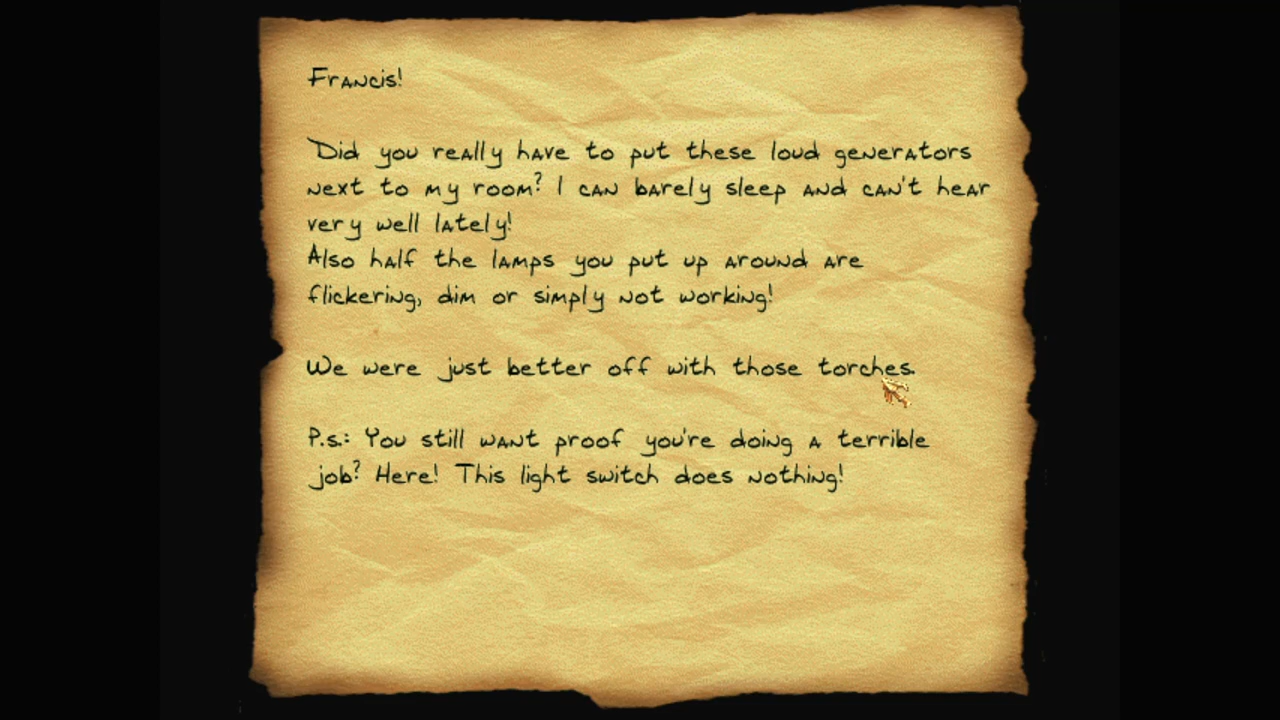 Francis!
Did you really have to put these loud generators
next to my room? I can barely sleep and can't hear
very well lately!
Also half the lamps you put up around are
flickering, dim or simply not working!
We were just better off with those torches.
P.s.: You still want proof you're doing a terrible
job? Here! This light switch does nothing!